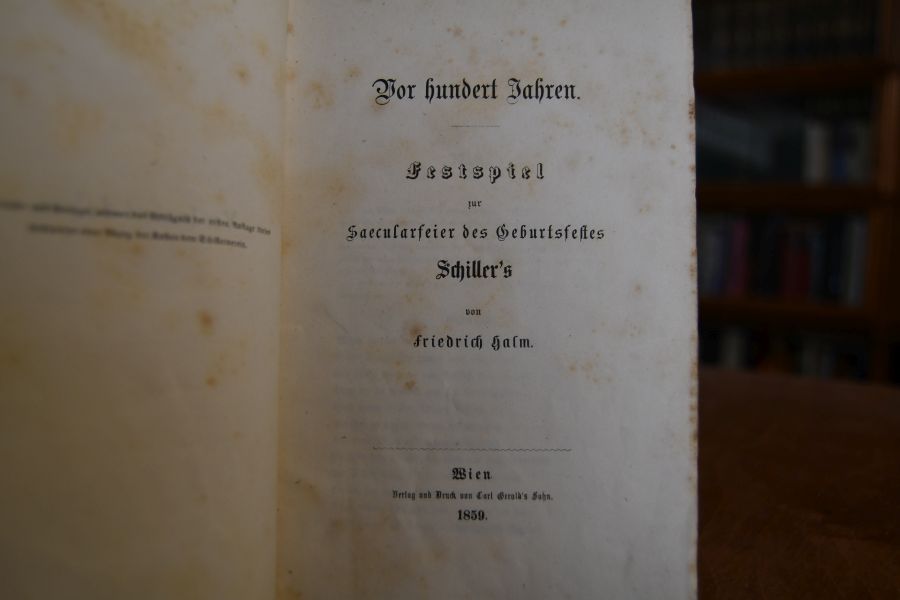 Vor hundert Jahren.
Festspiel
zur
Saecularfeier des Geburtsfestes
Schiller's
von
Friedrich Halm.
Wien
Verlag und Druck von Carl Gerold's Sohn.
1859.